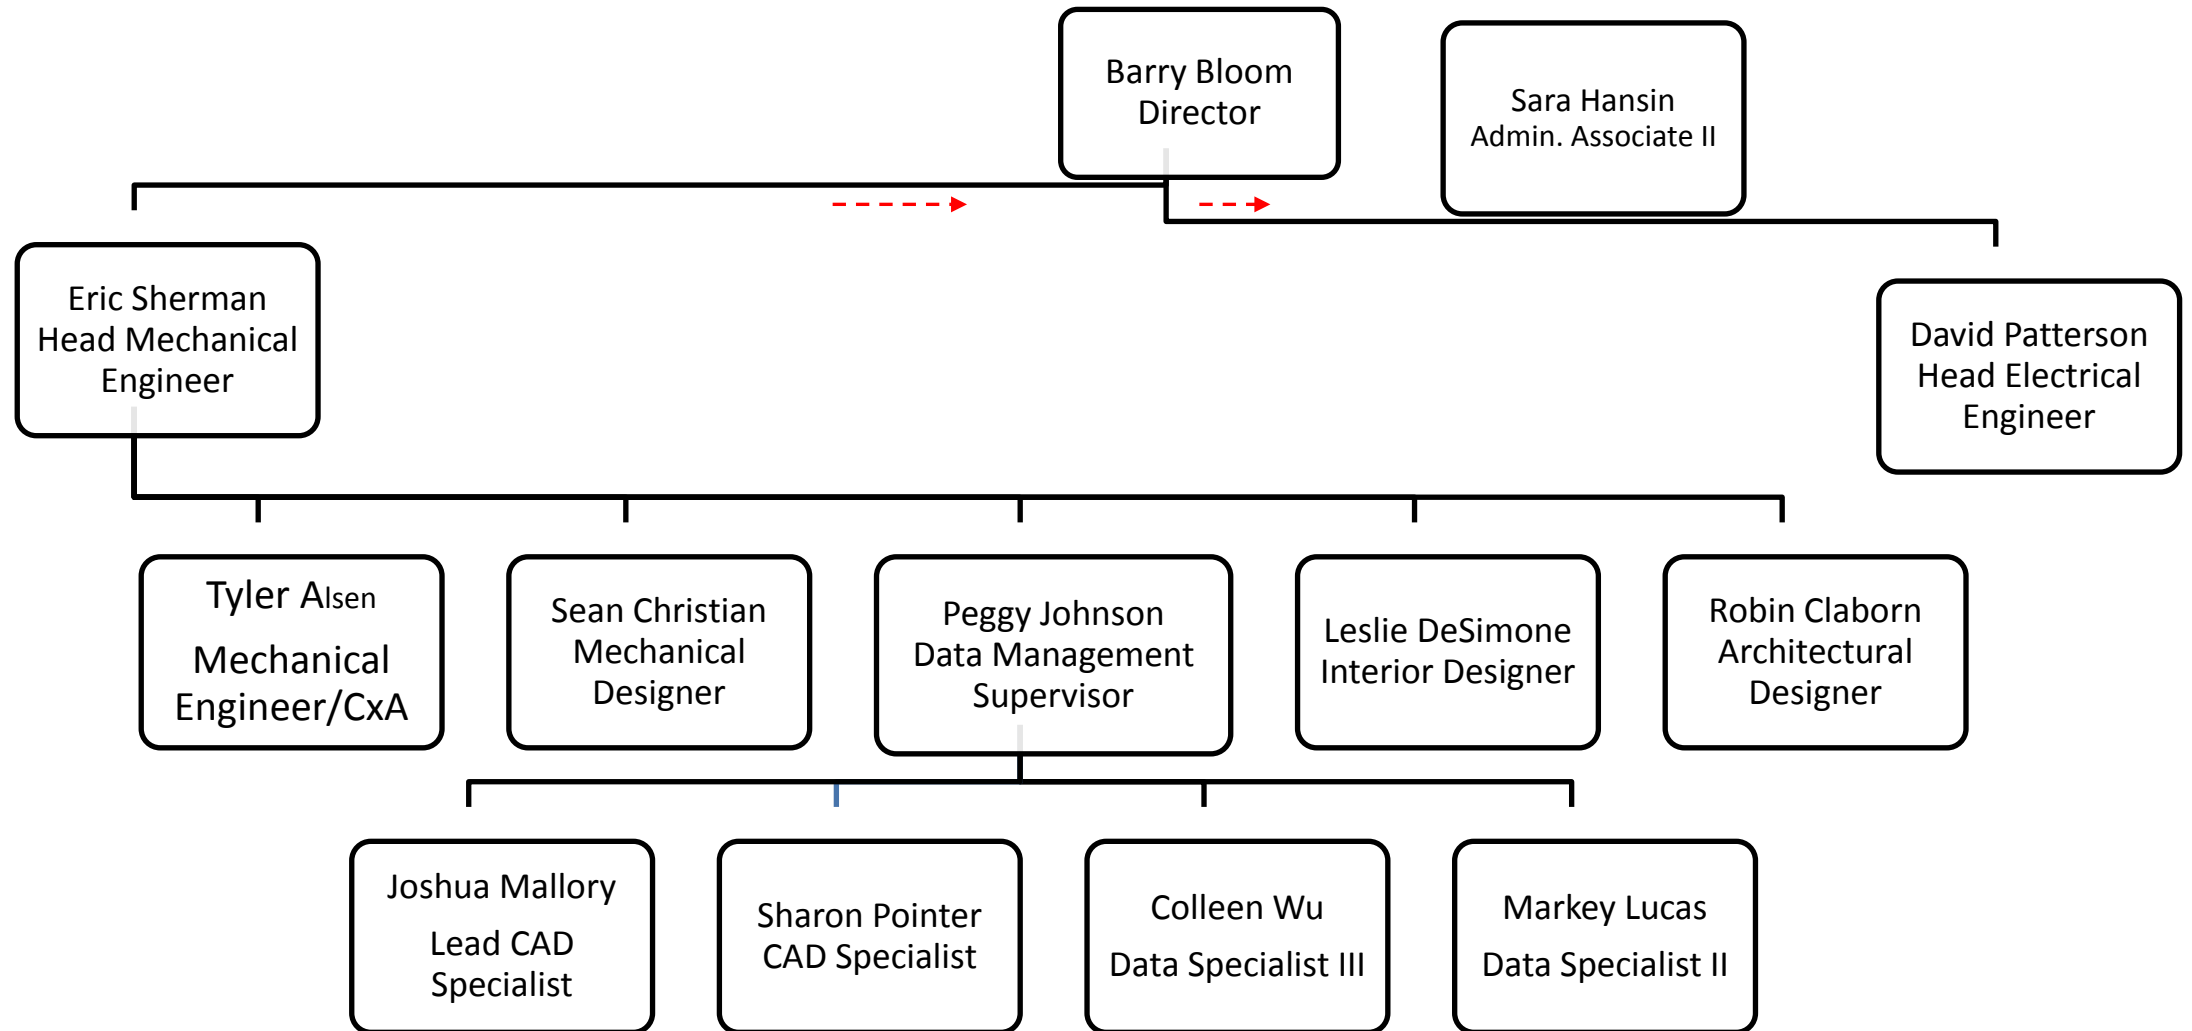 Barry Bloom
Director
Sara Hansin
Admin. Associate II
Eric Sherman
Head Mechanical
Engineer
David Patterson
Head Electrical
Engineer
Tyler Alsen
Mechanical
Engineer/CxA
Sean Christian
Mechanical
Designer
Peggy Johnson
Data Management
Supervisor
Leslie DeSimone
Interior Designer
Robin Claborn
Architectural
Designer
Joshua Mallory
Lead CAD
Specialist
Sharon Pointer
CAD Specialist
Colleen Wu
Data Specialist III
Markey Lucas
Data Specialist II